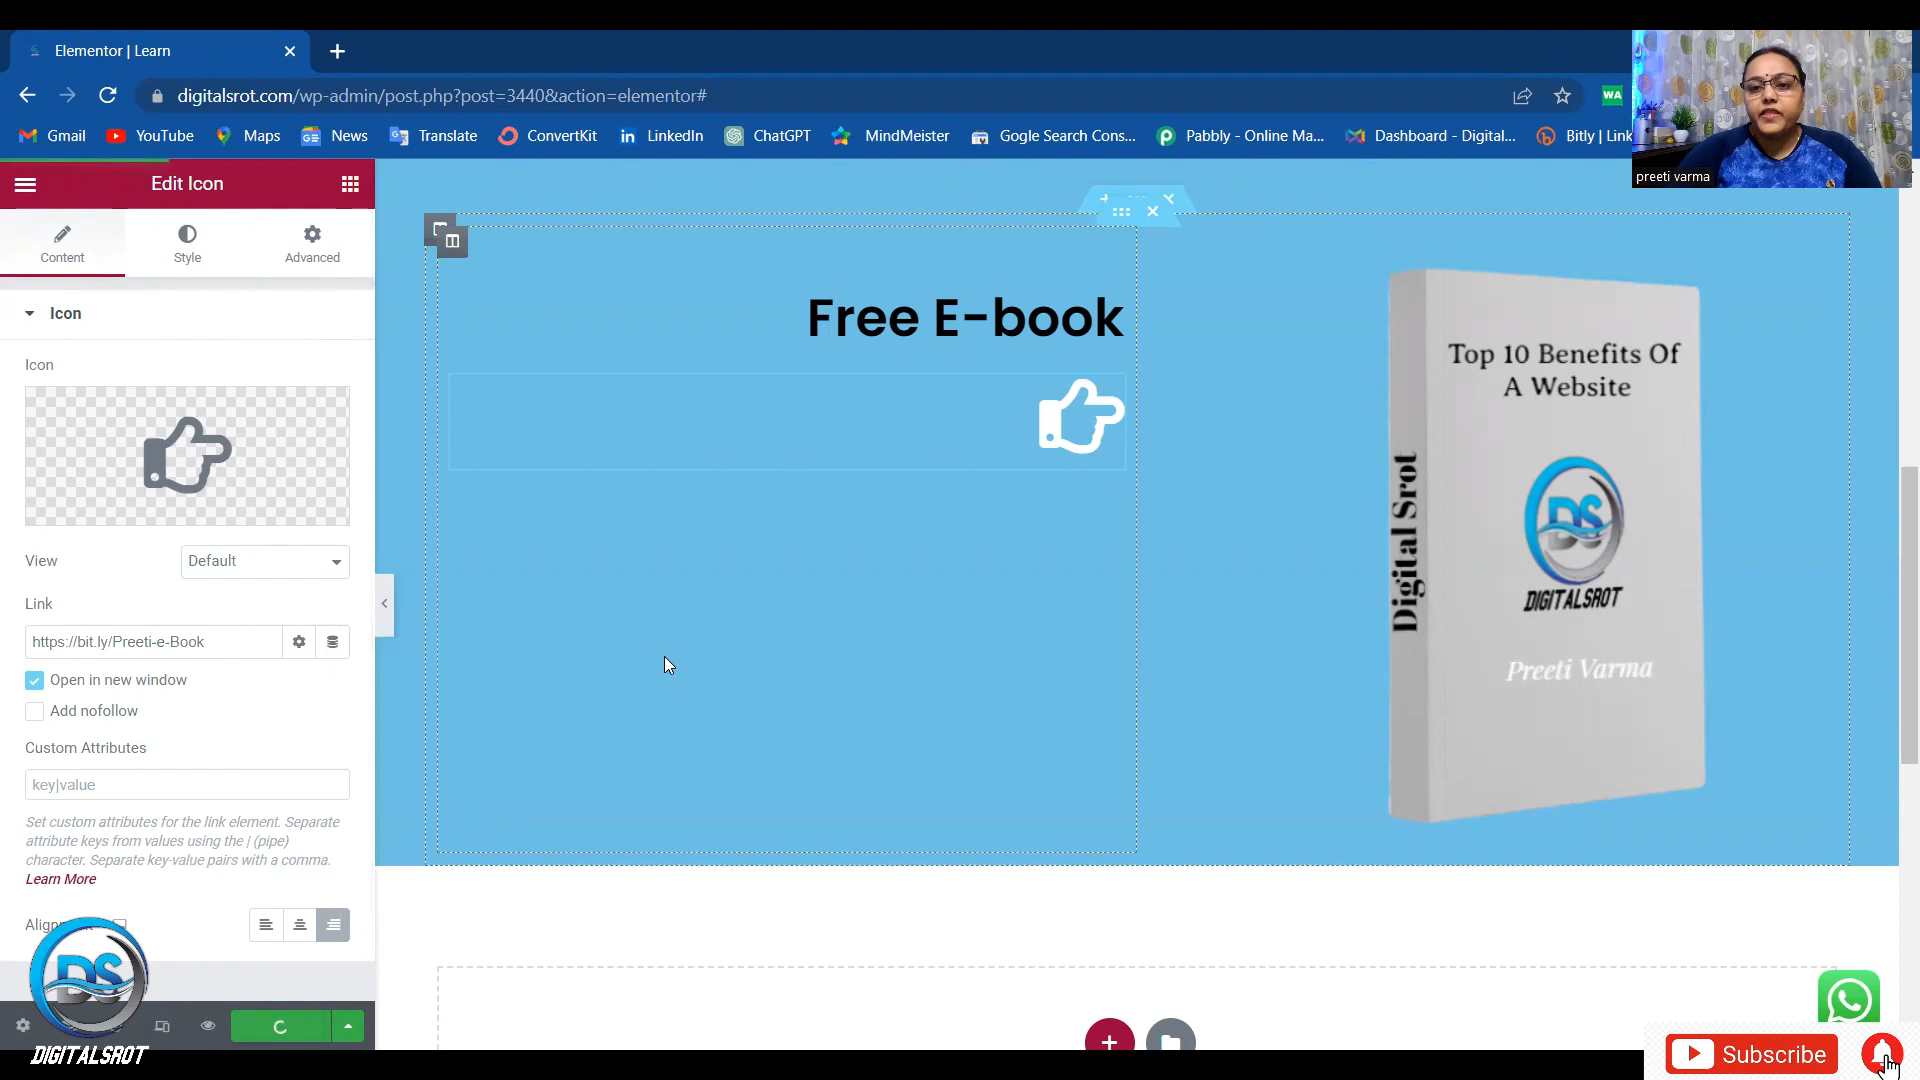 Elementor | Learn
digitalsrot.com/wp-admin/post.php?post=3440&action=elementor#
WA
Gmail
YouTube
Maps
News
Translate
ConvertKit
LinkedIn
ChatGPT
MindMeister
Gogle Search Cons...
Pabbly - Online Ma...
Dashboard - Digital...
Bitly | Link
preeti varma
Edit Icon
Content
Style
Advanced
Icon
Icon
View
Default
Link
https://bit.ly/Preeti-e-Book
Open in new window
Add nofollow
Custom Attributes
key|value
Set custom attributes for the link element. Separate
attribute keys from values using the | (pipe)
character. Separate key-value pairs with a comma.
Learn More
DS
DIGITALSROT
Free E-book
Top 10 Benefits Of
A Website
Digital Srot
DS
DIGITALSROT
Preeti Varma
Subscribe